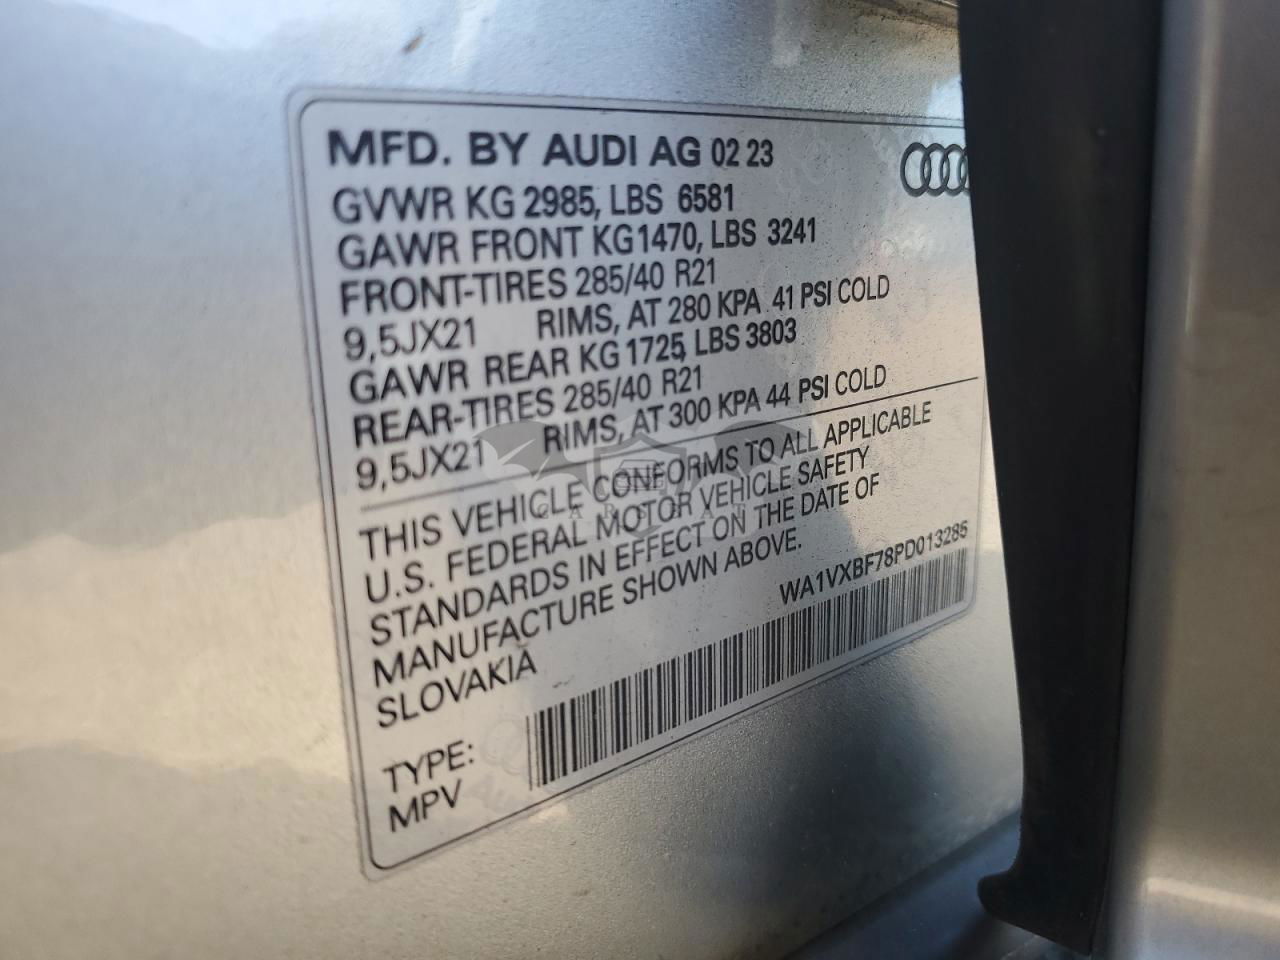 MFD. BY AUDI AG 02 23
GVWR KG 2985, LBS 6581
GAWR FRONT KG1470, LBS 3241
FRONT-TIRES 285/40 R21
9,5JX21 RIMS, AT 280 KPA 41 PSI COLD
GAWR REAR KG 1725, LBS 3803
REAR-TIRES 285/40 R21
9,5JX21 RIMS, AT 300 KPA 44 PSI COLD
THIS VEHICLE CONFORMS TO ALL APPLICABLE
U.S. FEDERAL MOTOR VEHICLE SAFETY
STANDARDS IN EFFECT ON THE DATE OF
MANUFACTURE SHOWN ABOVE.
SLOVAKIA
WA1VXBF78PD013285
TYPE:
MPV